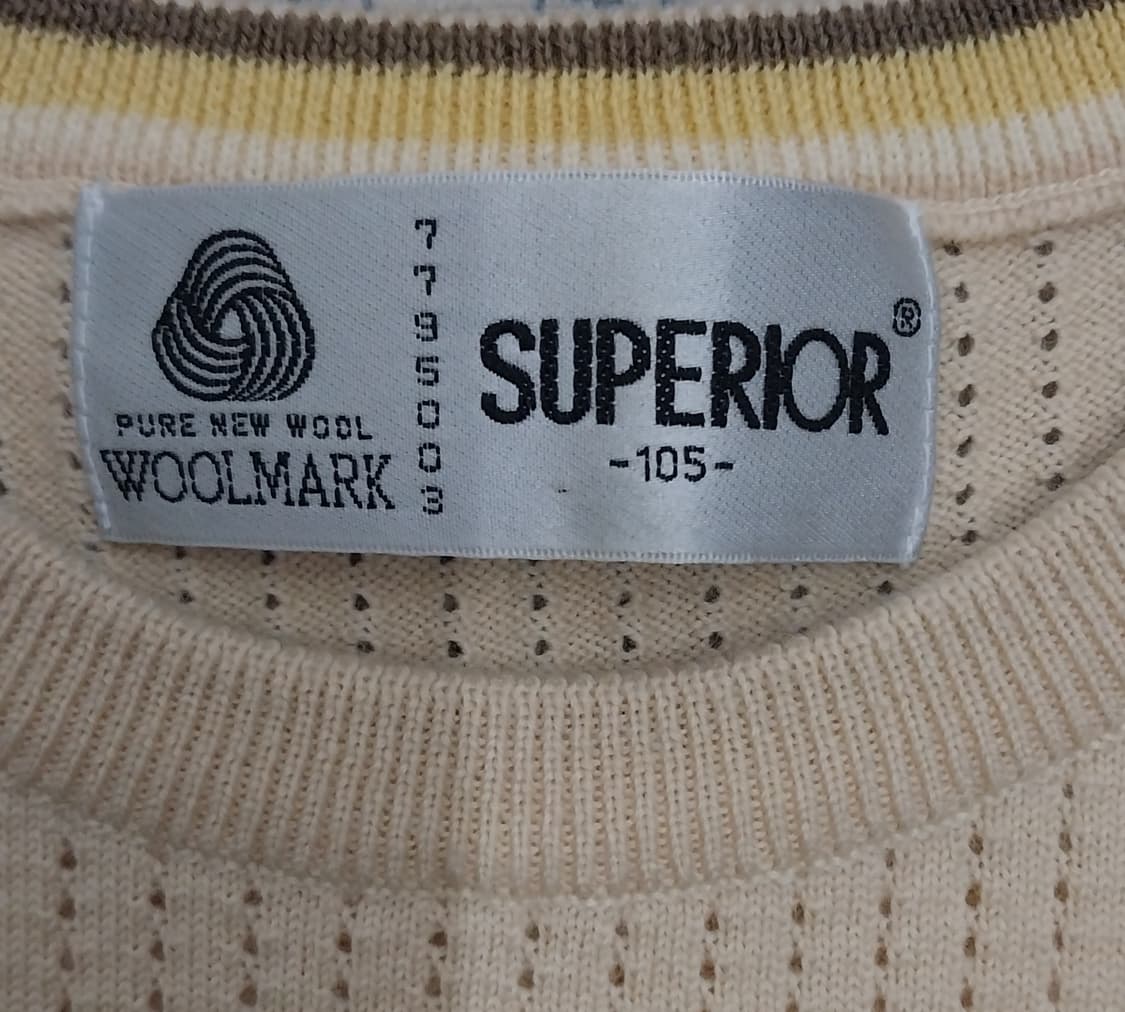 PURE NEW WOOL
WOOLMARK
7795003
SUPERIOR®
-105-